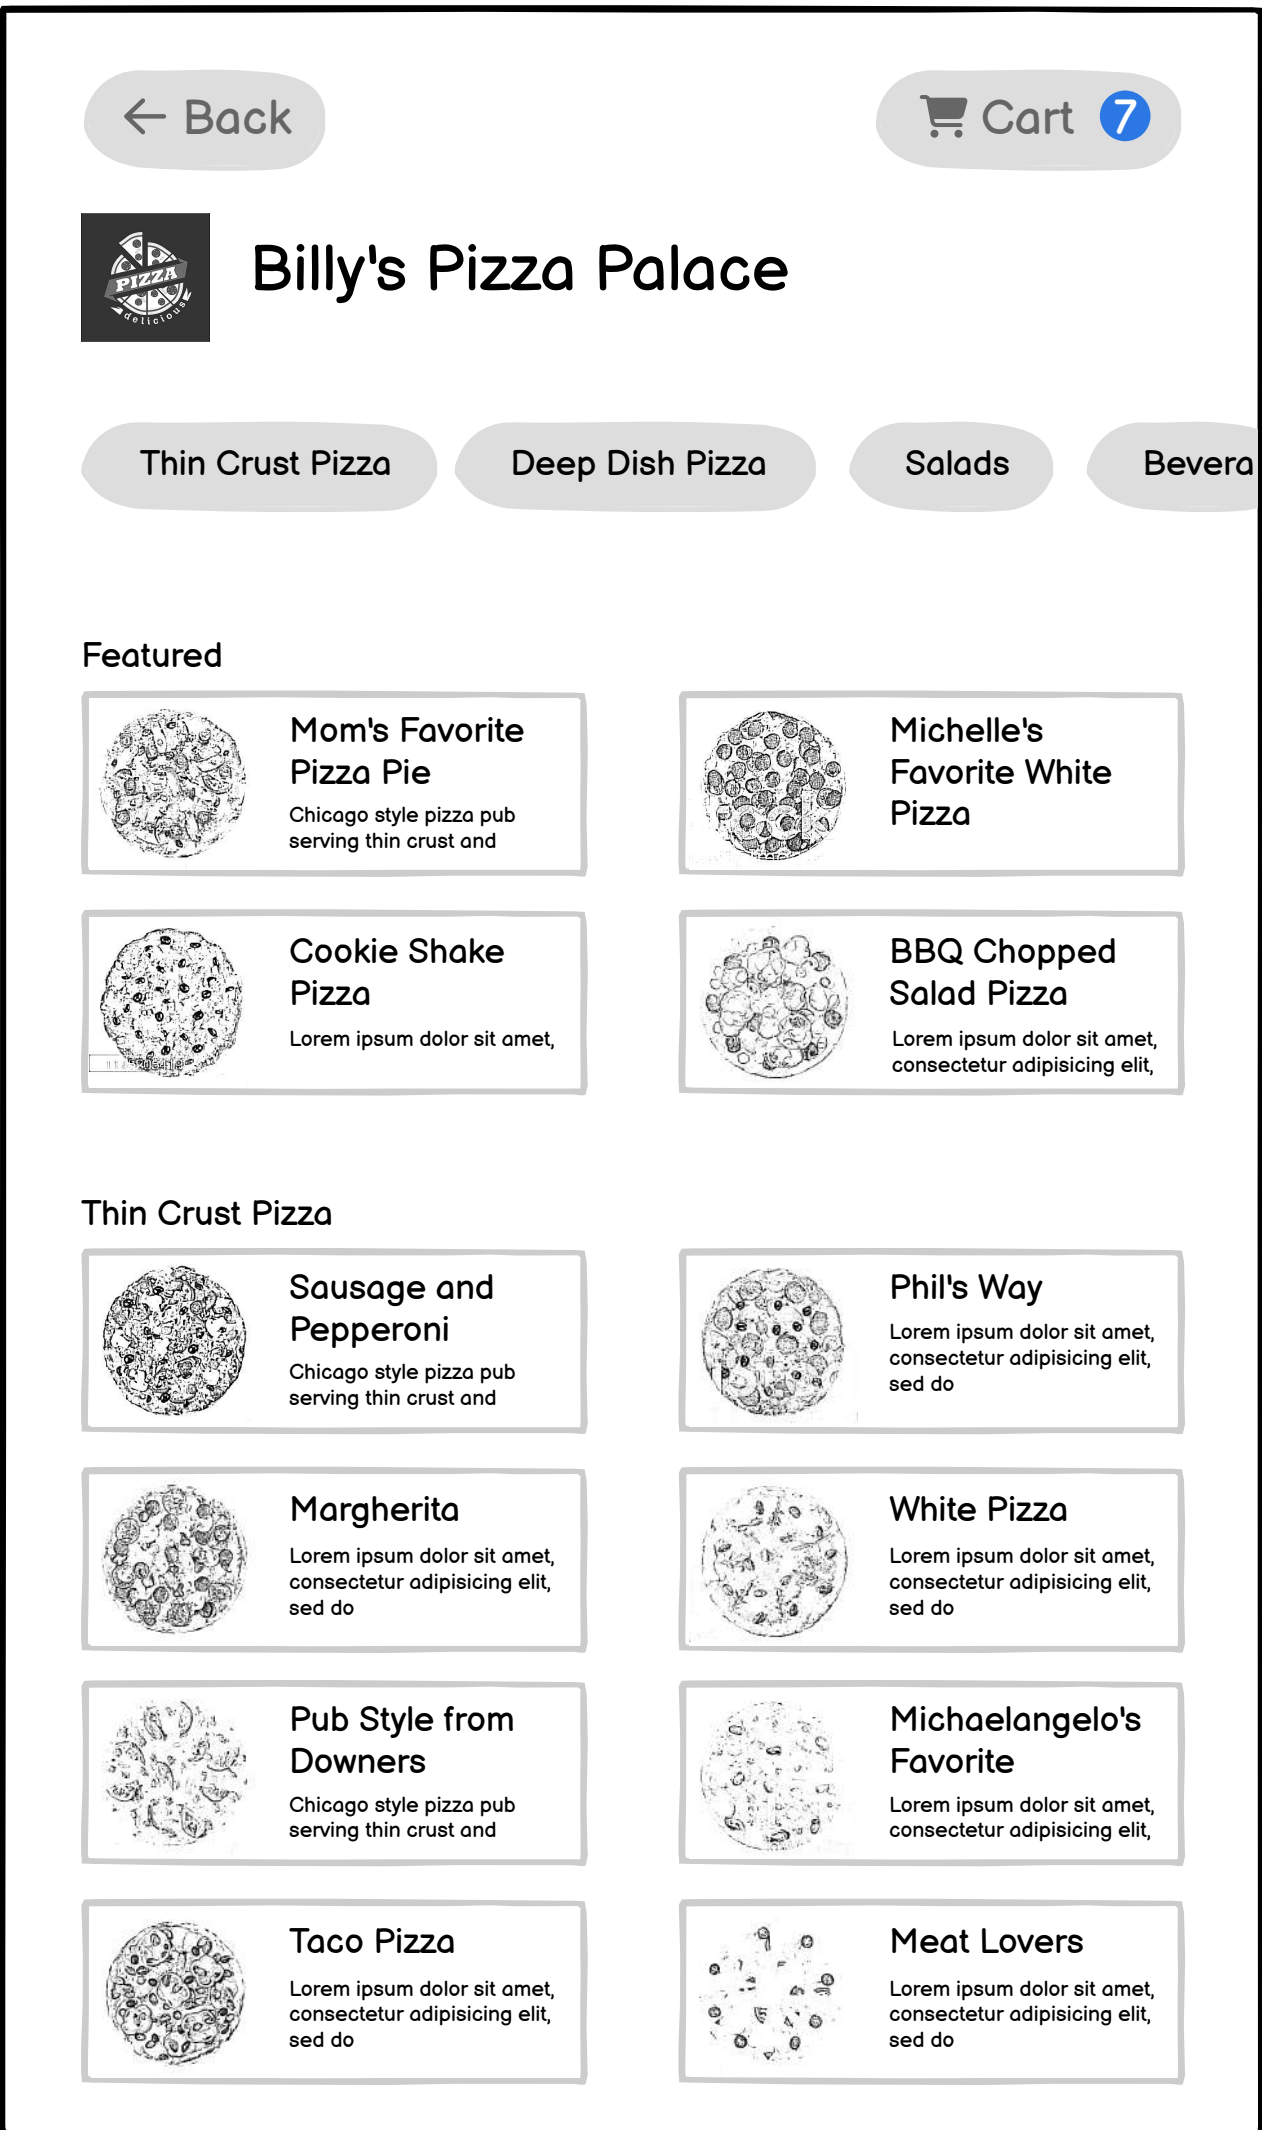 Back
Cart 7
PIZZA
delicious
Billy's Pizza Palace
Thin Crust Pizza
Deep Dish Pizza
Salads
Bevera
Featured
Mom's Favorite
Pizza Pie
Chicago style pizza pub
serving thin crust and
Michelle's
Favorite White
Pizza
Cookie Shake
Pizza
Lorem ipsum dolor sit amet,
BBQ Chopped
Salad Pizza
Lorem ipsum dolor sit amet,
consectetur adipisicing elit,
Thin Crust Pizza
Sausage and
Pepperoni
Chicago style pizza pub
serving thin crust and
Phil's Way
Lorem ipsum dolor sit amet,
consectetur adipisicing elit,
sed do
Margherita
Lorem ipsum dolor sit amet,
consectetur adipisicing elit,
sed do
White Pizza
Lorem ipsum dolor sit amet,
consectetur adipisicing elit,
sed do
Pub Style from
Downers
Chicago style pizza pub
serving thin crust and
Michaelangelo's
Favorite
Lorem ipsum dolor sit amet,
consectetur adipisicing elit,
Taco Pizza
Lorem ipsum dolor sit amet,
consectetur adipisicing elit,
sed do
Meat Lovers
Lorem ipsum dolor sit amet,
consectetur adipisicing elit,
sed do